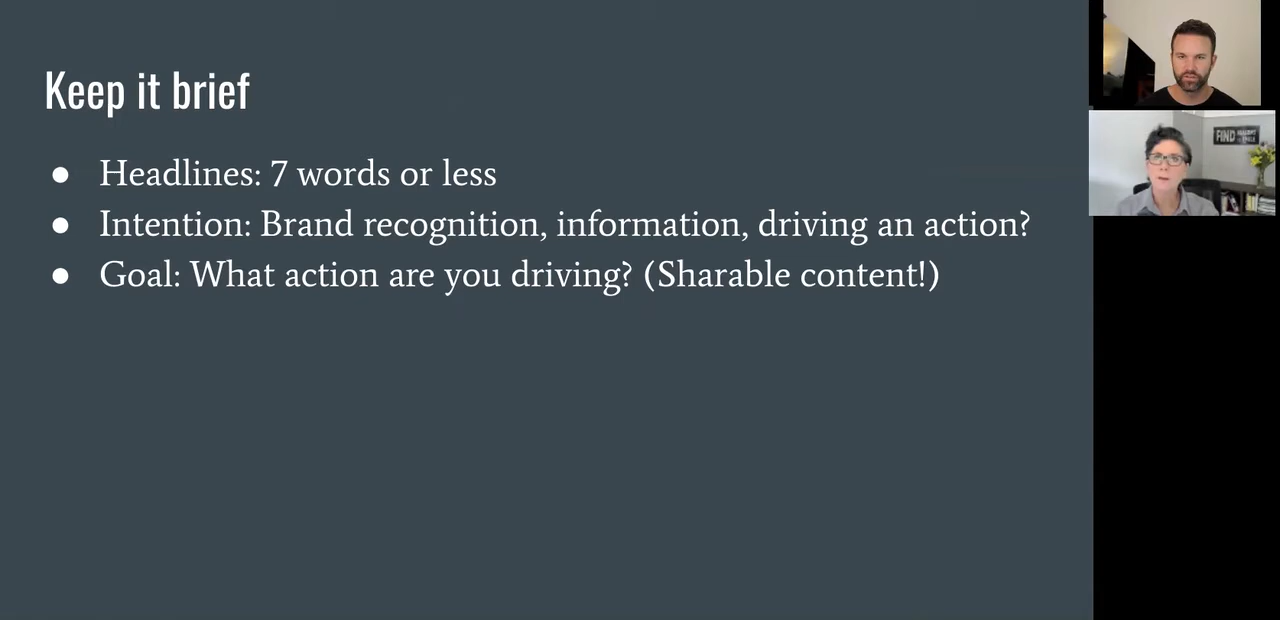 Keep it brief
● Headlines: 7 words or less
● Intention: Brand recognition, information, driving an action?
● Goal: What action are you driving? (Sharable content!)
FIND